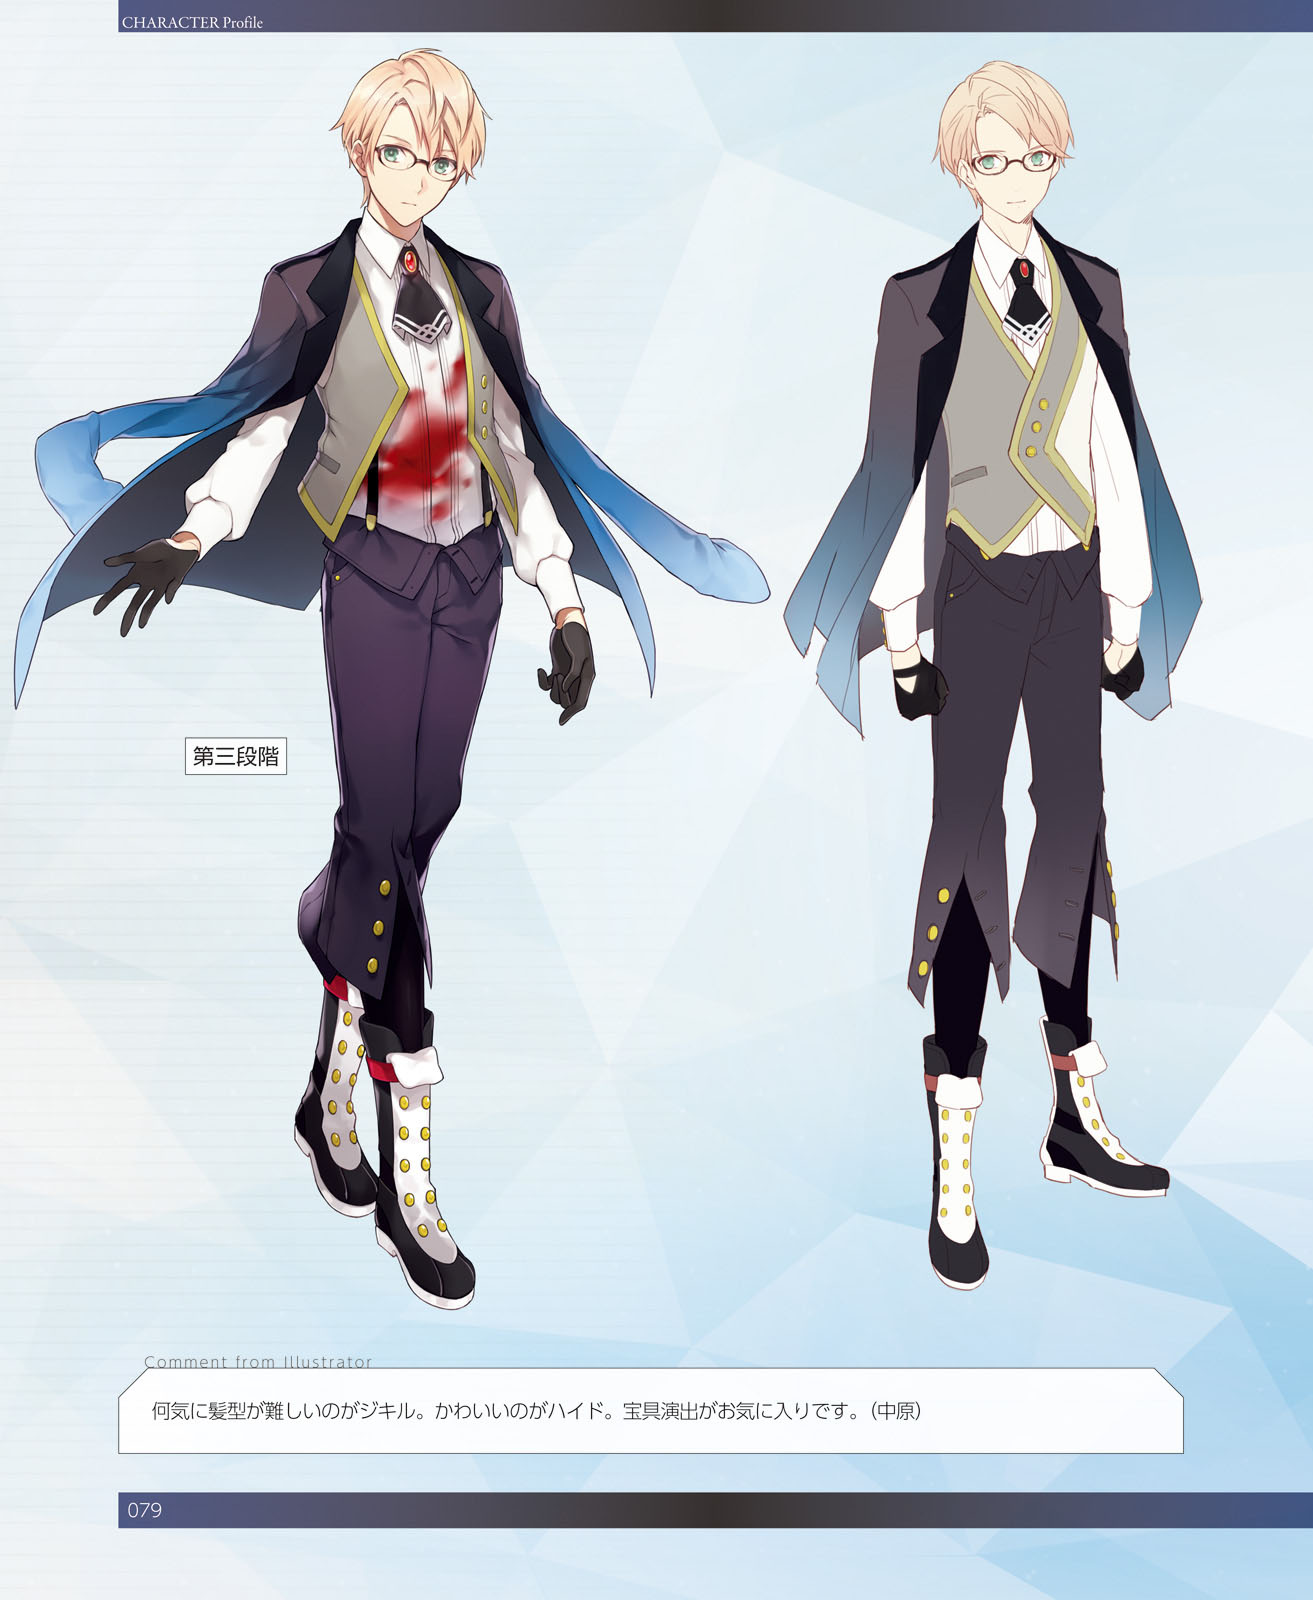 CHARACTER Profile
第三段階
Comment from Illustrator
何気に髪型が難しいのがジキル。かわいいのがハイド。宝具演出がお気に入りです。（中原）
079